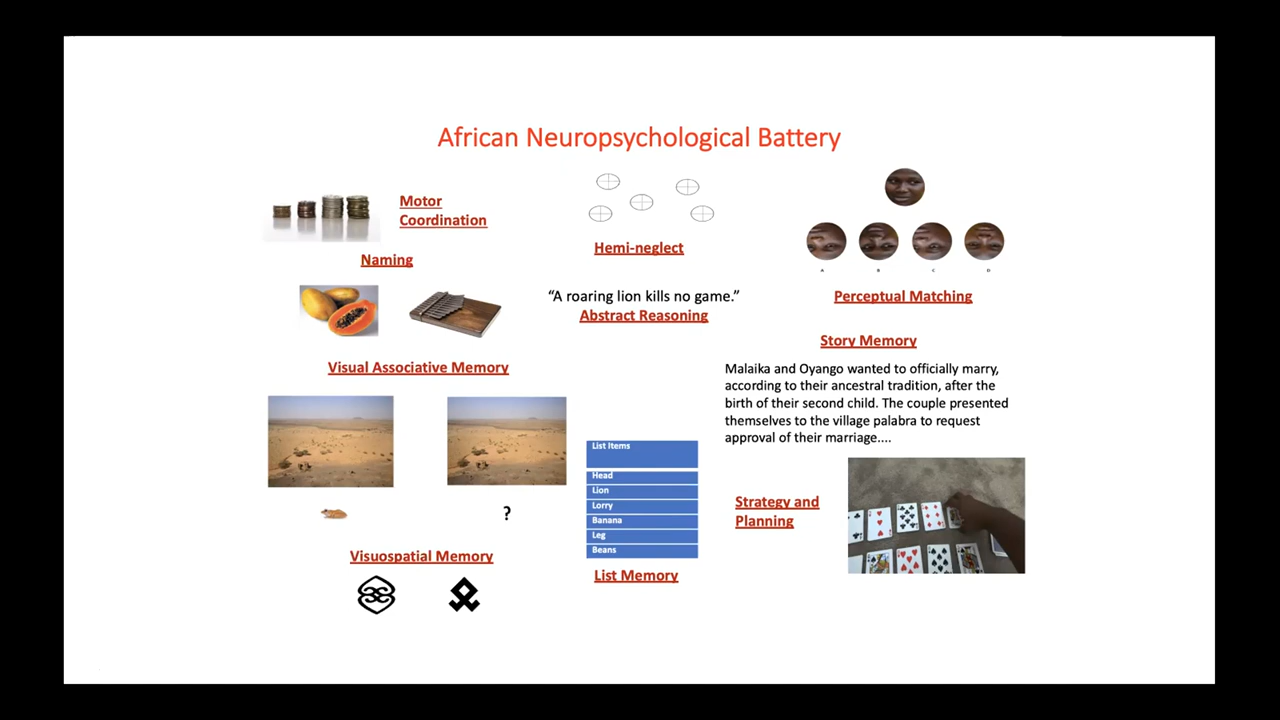 African Neuropsychological Battery
Motor
Coordination
Naming
Hemi-neglect
A B C D
Perceptual Matching
“A roaring lion kills no game.”
Abstract Reasoning
Story Memory
Malaika and Oyango wanted to officially marry,
according to their ancestral tradition, after the
birth of their second child. The couple presented
themselves to the village palabra to request
approval of their marriage....
Visual Associative Memory
?
Visuospatial Memory
List Items
Head
Lion
Lorry
Banana
Leg
Beans
List Memory
Strategy and
Planning